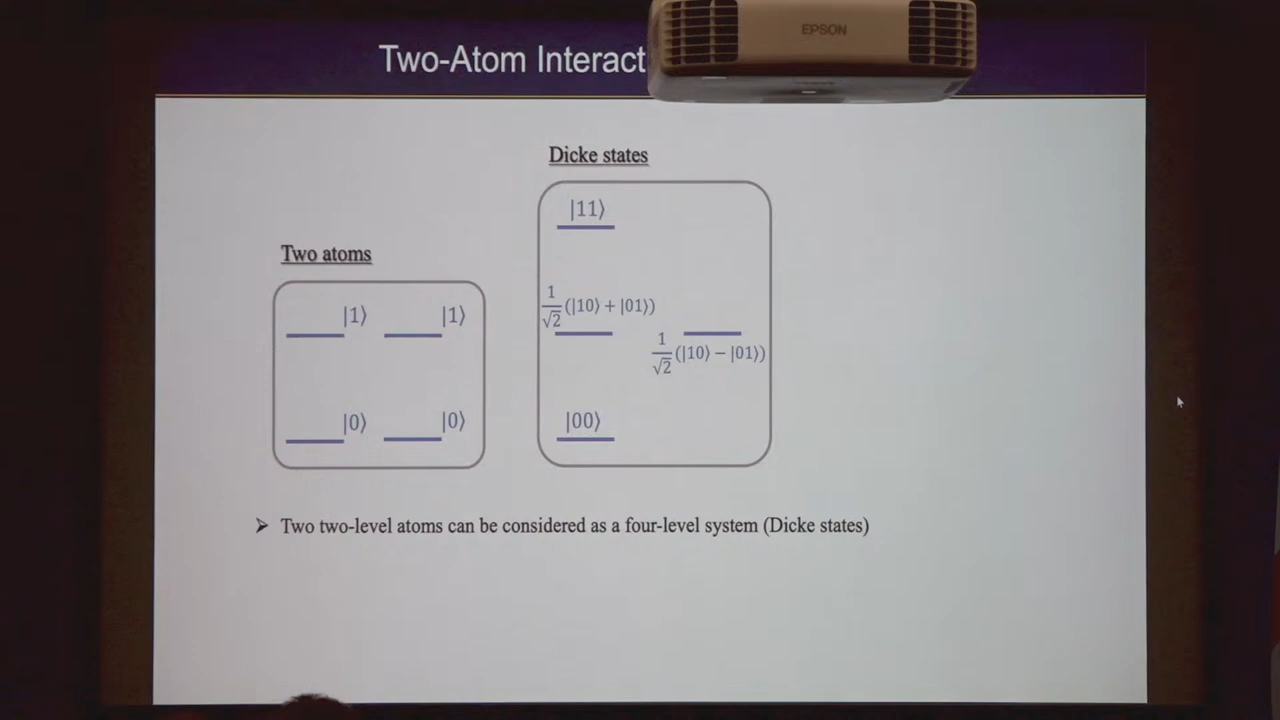 EPSON
Two-Atom Interact
Dicke states
|11⟩
Two atoms
|1⟩ |1⟩
1/√2 (|10⟩ + |01⟩)
1/√2 (|10⟩ − |01⟩)
|0⟩ |0⟩
|00⟩
➢ Two two-level atoms can be considered as a four-level system (Dicke states)